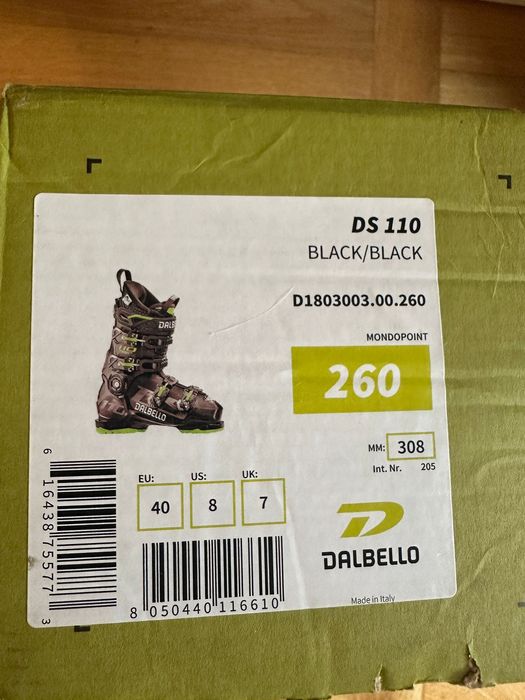 DS 110
BLACK/BLACK
D1803003.00.260
MONDOPOINT
260
MM: 308
Int. Nr. 205
DALBELLO
DALBELLO
EU: US: UK:
40 8 7
6 16438 75577 3
8 050440 116610
DALBELLO
Made in Italy